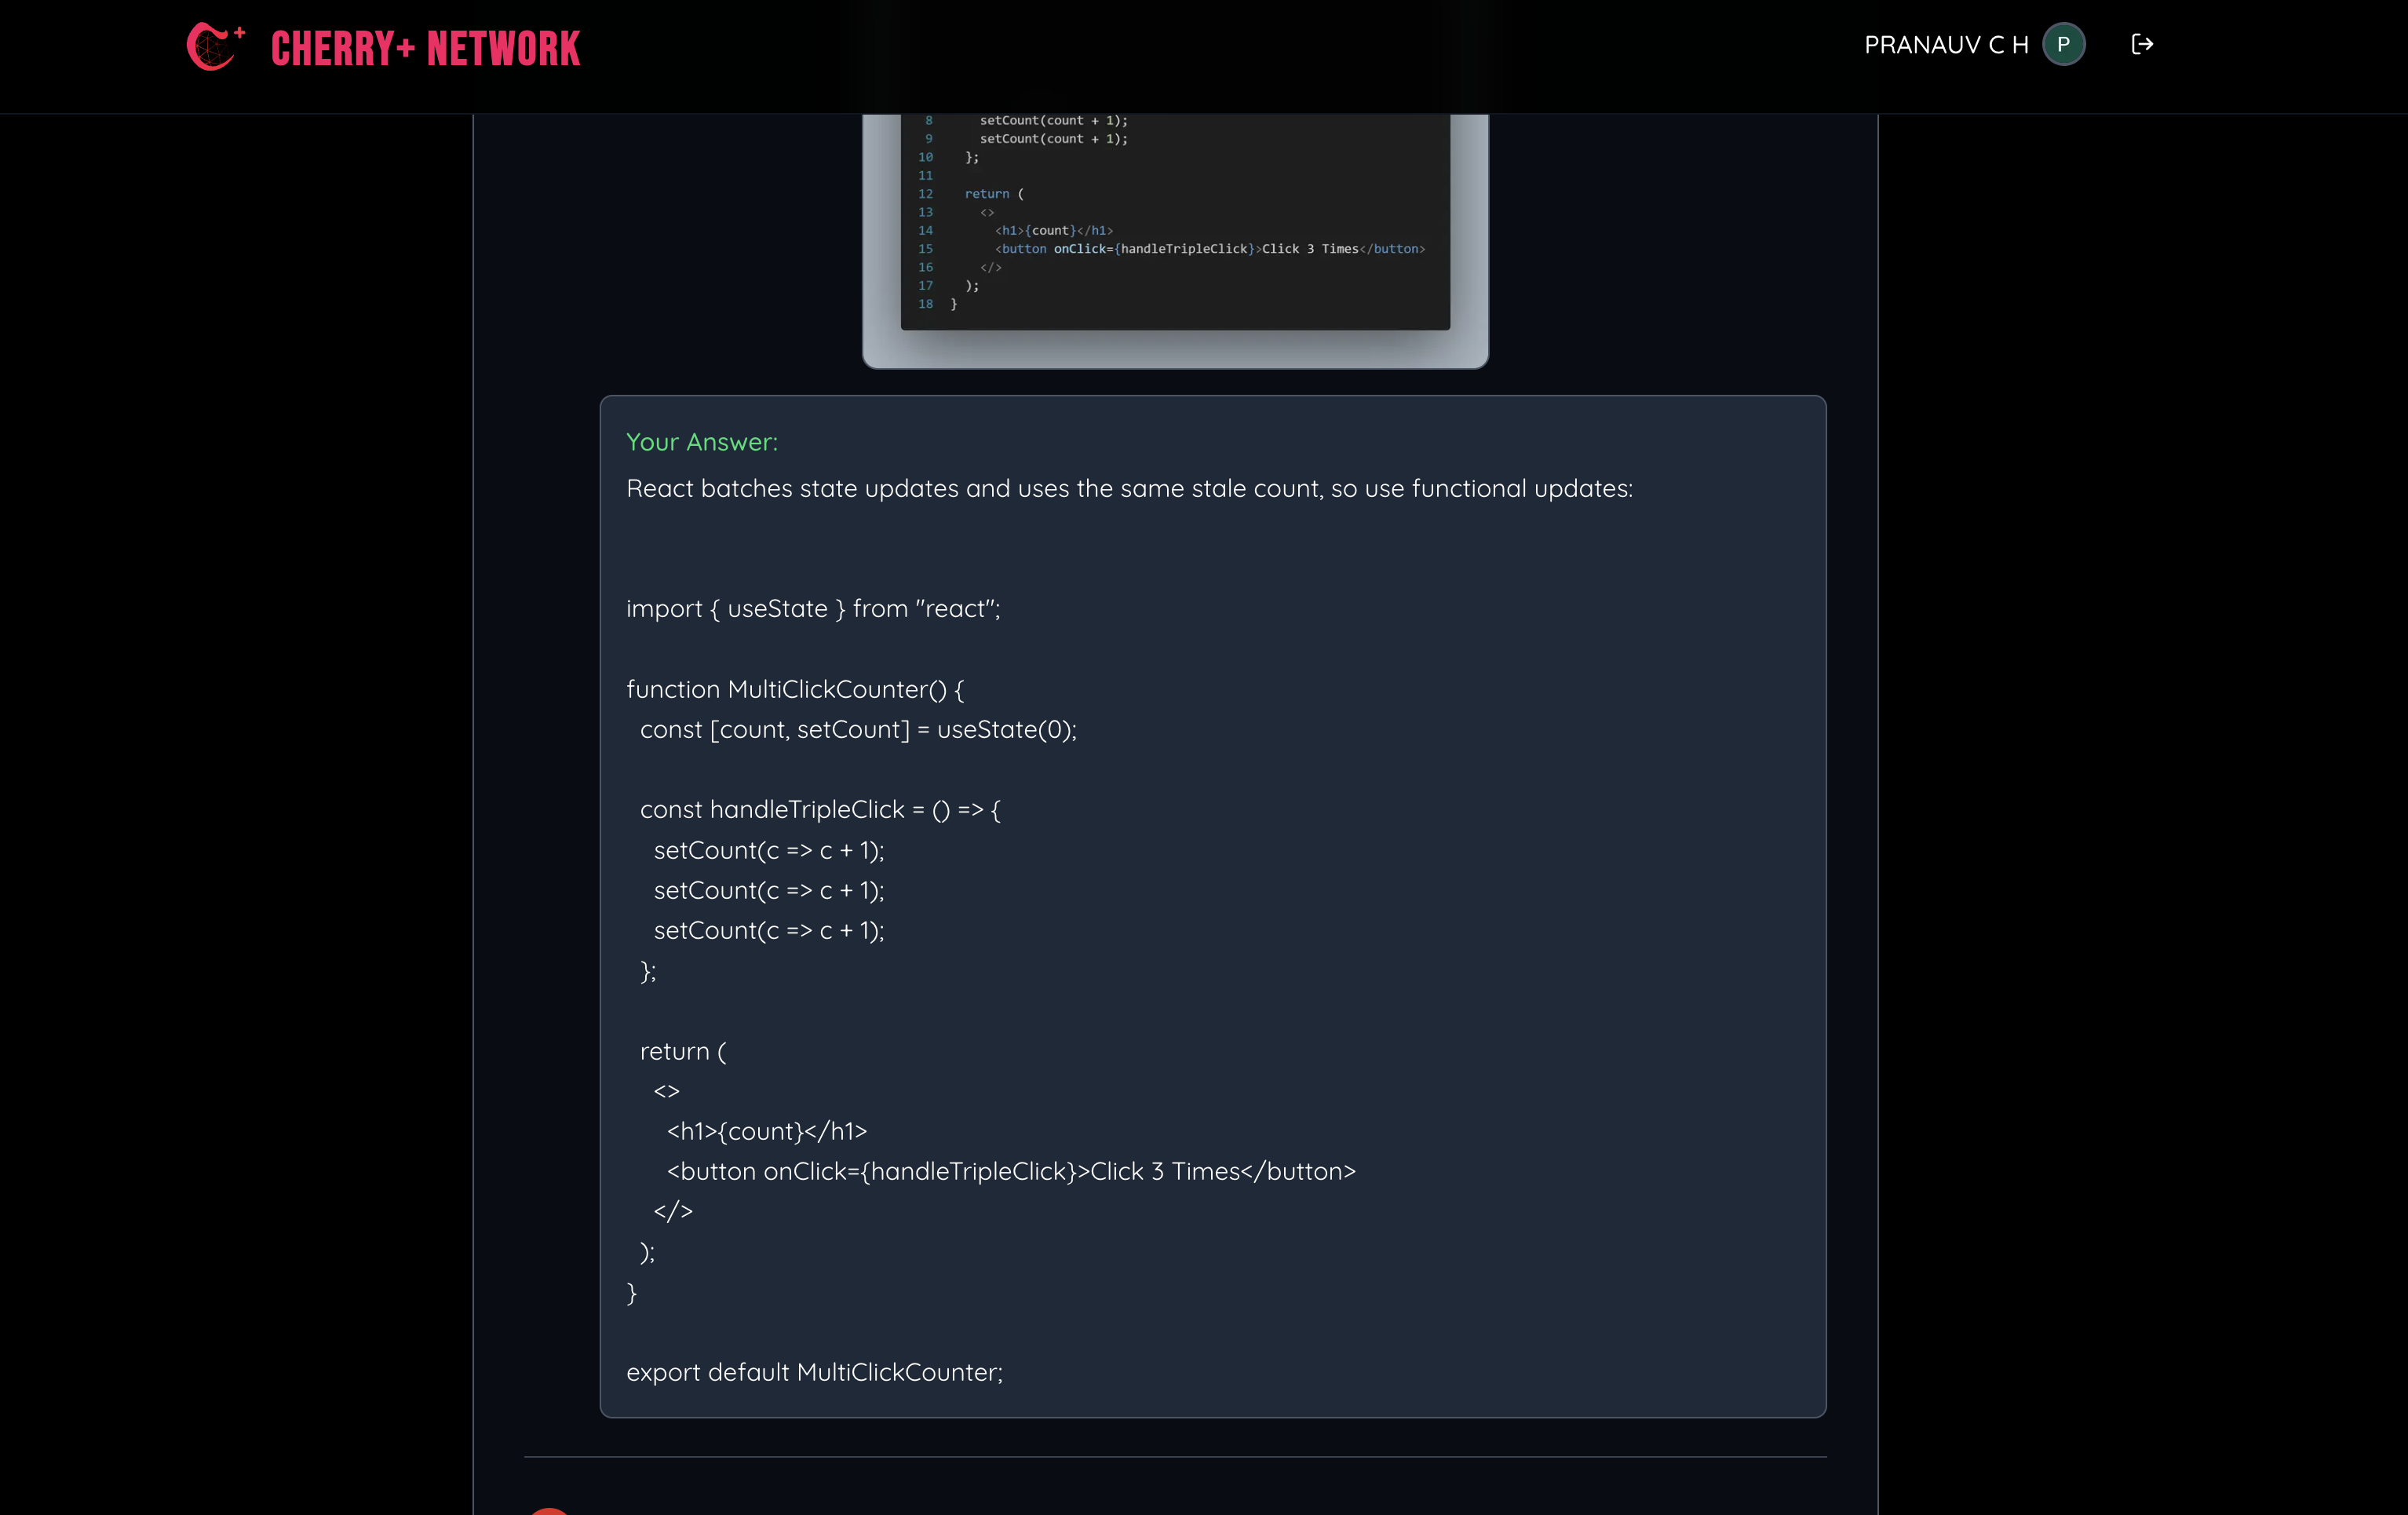 CHERRY+ NETWORK
PRANAUV C H P
8 setCount(count + 1);
9 setCount(count + 1);
10 };
11
12 return (
13 <>
14 <h1>{count}</h1>
15 <button onClick={handleTripleClick}>Click 3 Times</button>
16 </>
17 );
18 }
Your Answer:
React batches state updates and uses the same stale count, so use functional updates:
import { useState } from "react";
function MultiClickCounter() {
const [count, setCount] = useState(0);
const handleTripleClick = () => {
setCount(c => c + 1);
setCount(c => c + 1);
setCount(c => c + 1);
};
return (
<>
<h1>{count}</h1>
<button onClick={handleTripleClick}>Click 3 Times</button>
</>
);
}
export default MultiClickCounter;